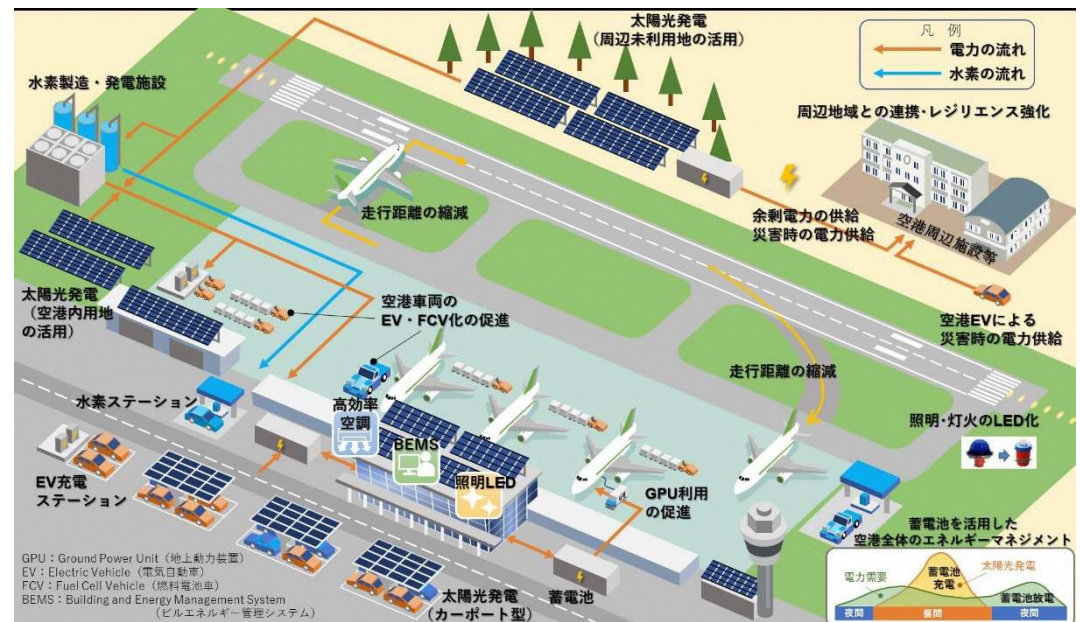 太陽光発電
（周辺未利用地の活用）
凡 例
電力の流れ
水素の流れ
水素製造・発電施設
周辺地域との連携・レジリエンス強化
走行距離の縮減
余剰電力の供給
災害時の電力供給
空港周辺施設等
太陽光発電
（空港内用地
の活用）
空港車両の
EV・FCV化の促進
空港EVによる
災害時の電力供給
走行距離の縮減
水素ステーション
高効率
空調
BEMS
照明LED
照明・灯火のLED化
EV充電
ステーション
GPU利用
の促進
蓄電池を活用した
空港全体のエネルギーマネジメント
電力需要
蓄電池
充電
太陽光発電
蓄電池放電
夜間
昼間
夜間
GPU：Ground Power Unit（地上動力装置）
EV：Electric Vehicle（電気自動車）
FCV：Fuel Cell Vehicle（燃料電池車）
BEMS：Building and Energy Management System
（ビルエネルギー管理システム）
太陽光発電
（カーポート型）
蓄電池